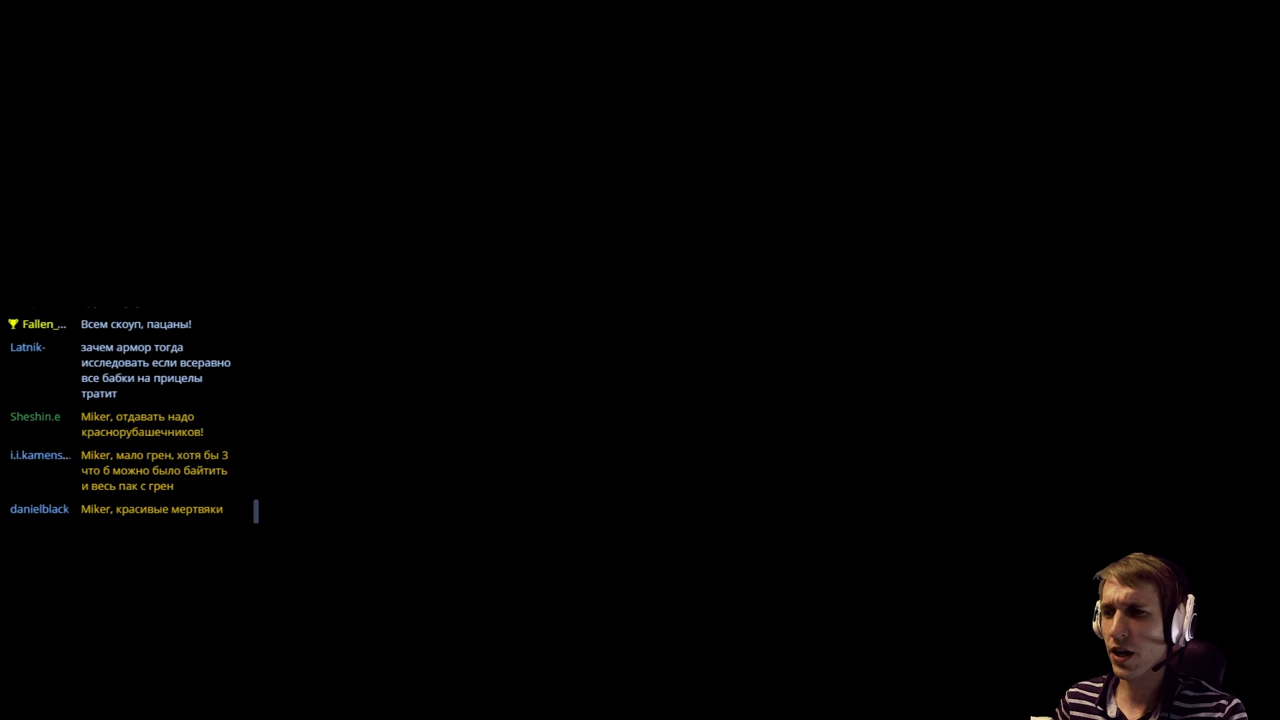 Fallen_... Всем скоуп, пацаны!
Latnik- зачем армор тогда
исследовать если всеравно
все бабки на прицелы
тратит
Sheshin.e Miker, отдавать надо
краснорубашечников!
i.i.kamens... Miker, мало грен, хотя бы 3
что б можно было байтить
и весь пак с грен
danielblack Miker, красивые мертвяки